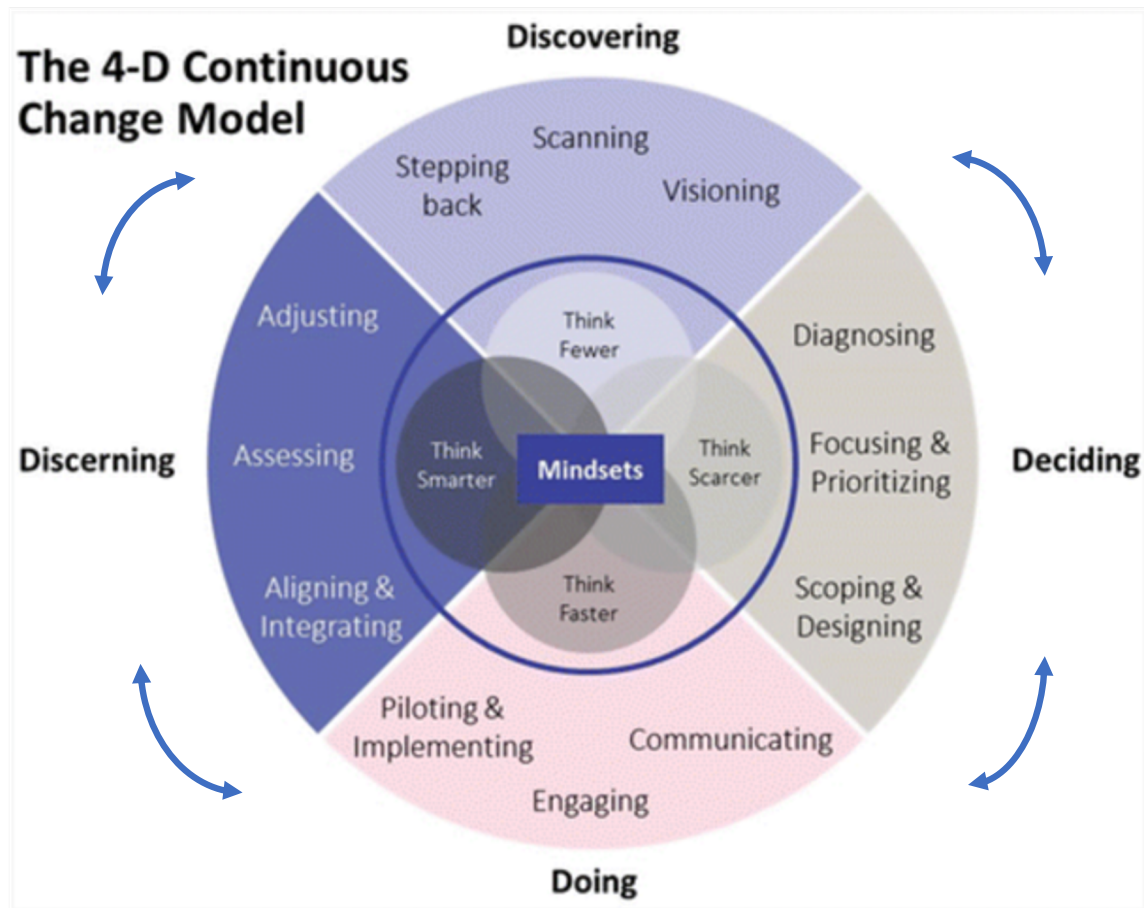 The 4-D Continuous
Change Model
Discovering
Scanning
Stepping
back
Visioning
Adjusting
Assessing
Aligning &
Integrating
Discerning
Think
Fewer
Think
Smarter
Mindsets
Think
Scarcer
Think
Faster
Diagnosing
Focusing &
Prioritizing
Scoping &
Designing
Deciding
Piloting &
Implementing
Communicating
Engaging
Doing